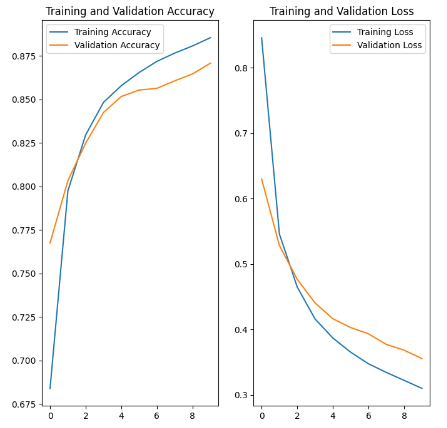 Training and Validation Accuracy
Training Accuracy
Validation Accuracy
0.875
0.850
0.825
0.800
0.775
0.750
0.725
0.700
0.675
0 2 4 6 8
Training and Validation Loss
Training Loss
Validation Loss
0.8
0.7
0.6
0.5
0.4
0.3
0 2 4 6 8